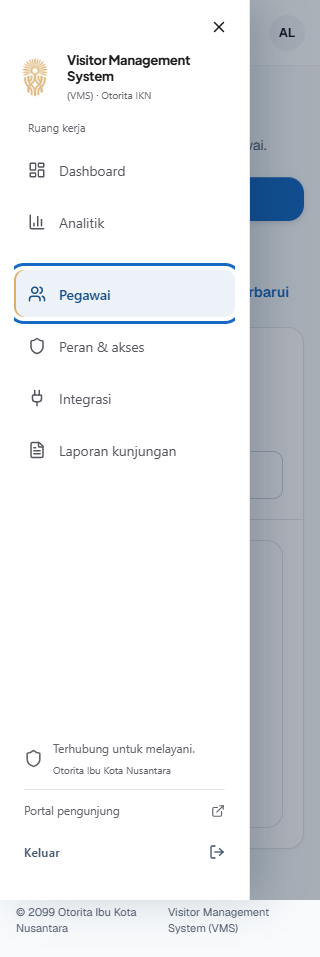 AL
Visitor Management
System
(VMS) · Otorita IKN
Ruang kerja
Dashboard
Analitik
Pegawai
Peran & akses
Integrasi
Laporan kunjungan
Terhubung untuk melayani.
Otorita Ibu Kota Nusantara
Portal pengunjung
Keluar
© 2099 Otorita Ibu Kota
Nusantara
Visitor Management
System (VMS)